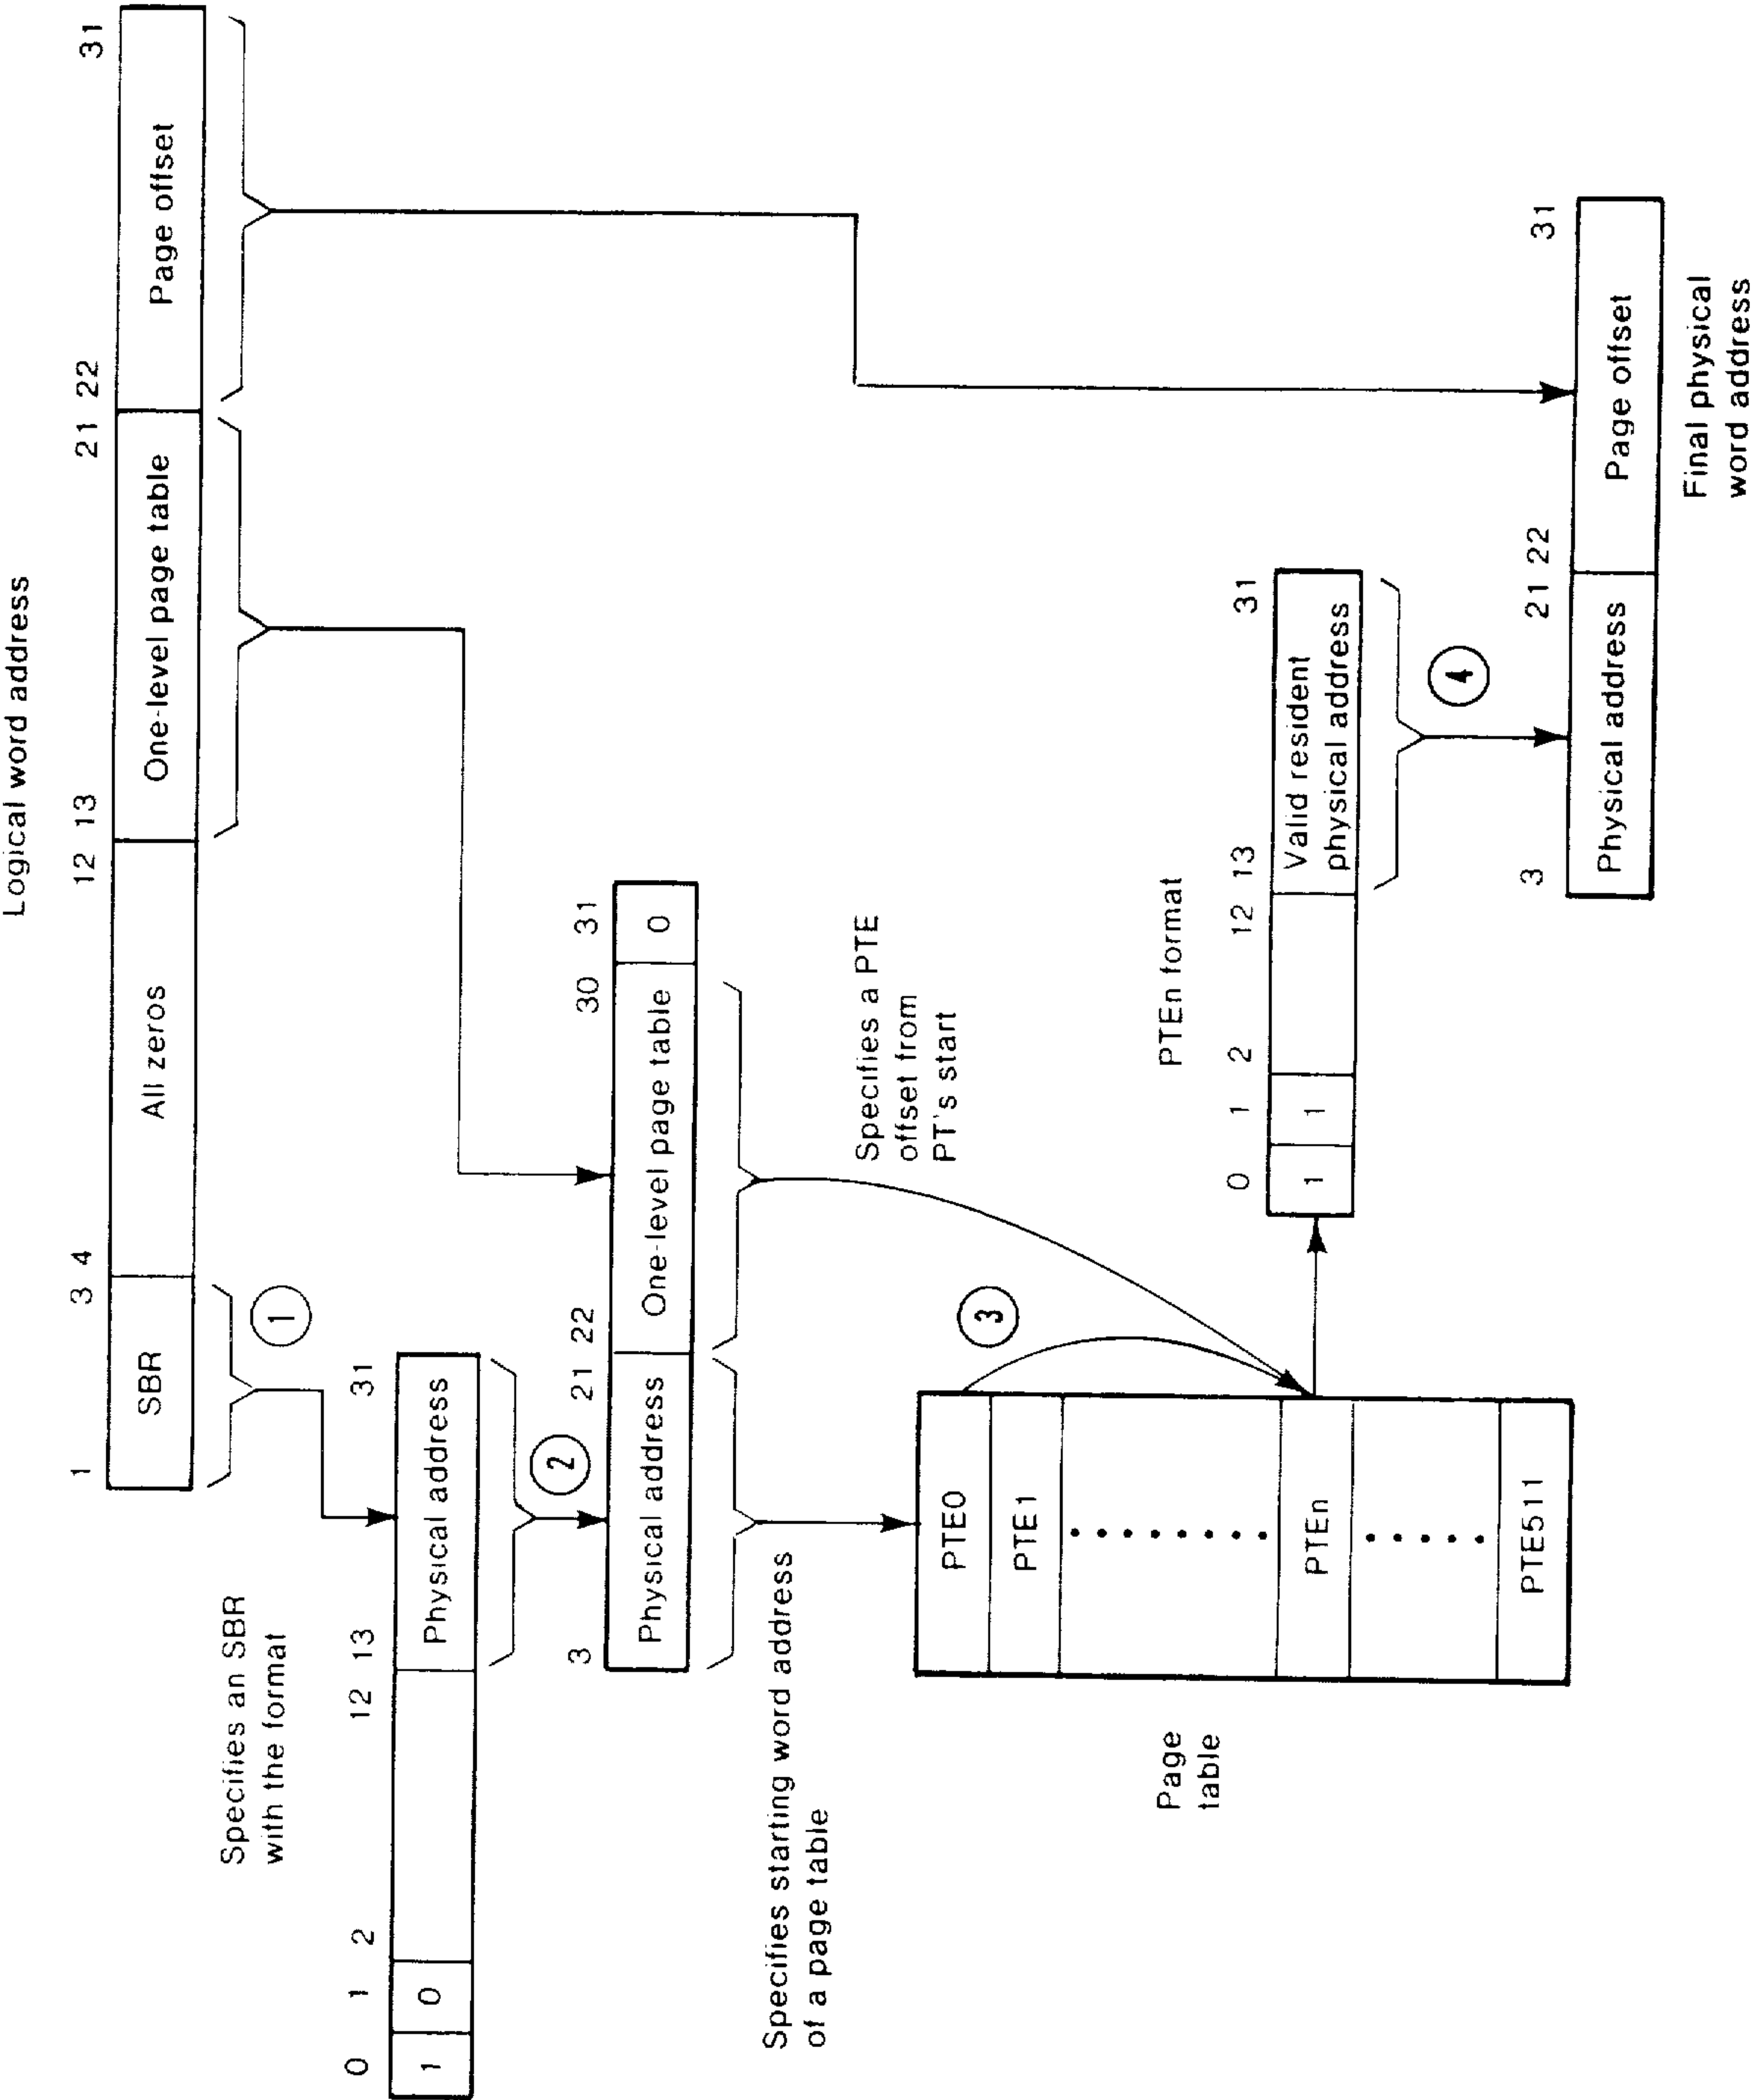 Logical word address
1 3 4 12 13 21 22 31
SBR All zeros One-level page table Page offset
1
Specifies an SBR
with the format
0 1 2 12 13 31
1 0 Physical address
2
3 21 22 30 31
Physical address One-level page table 0
Specifies starting word address
of a page table
Specifies a PTE
offset from
PT's start
3
Page
table
PTE0
PTE1
PTEn
PTE511
PTEn format
0 1 2 12 13 31
1 1 Valid resident
physical address
4
3 21 22 31
Physical address Page offset
Final physical
word address